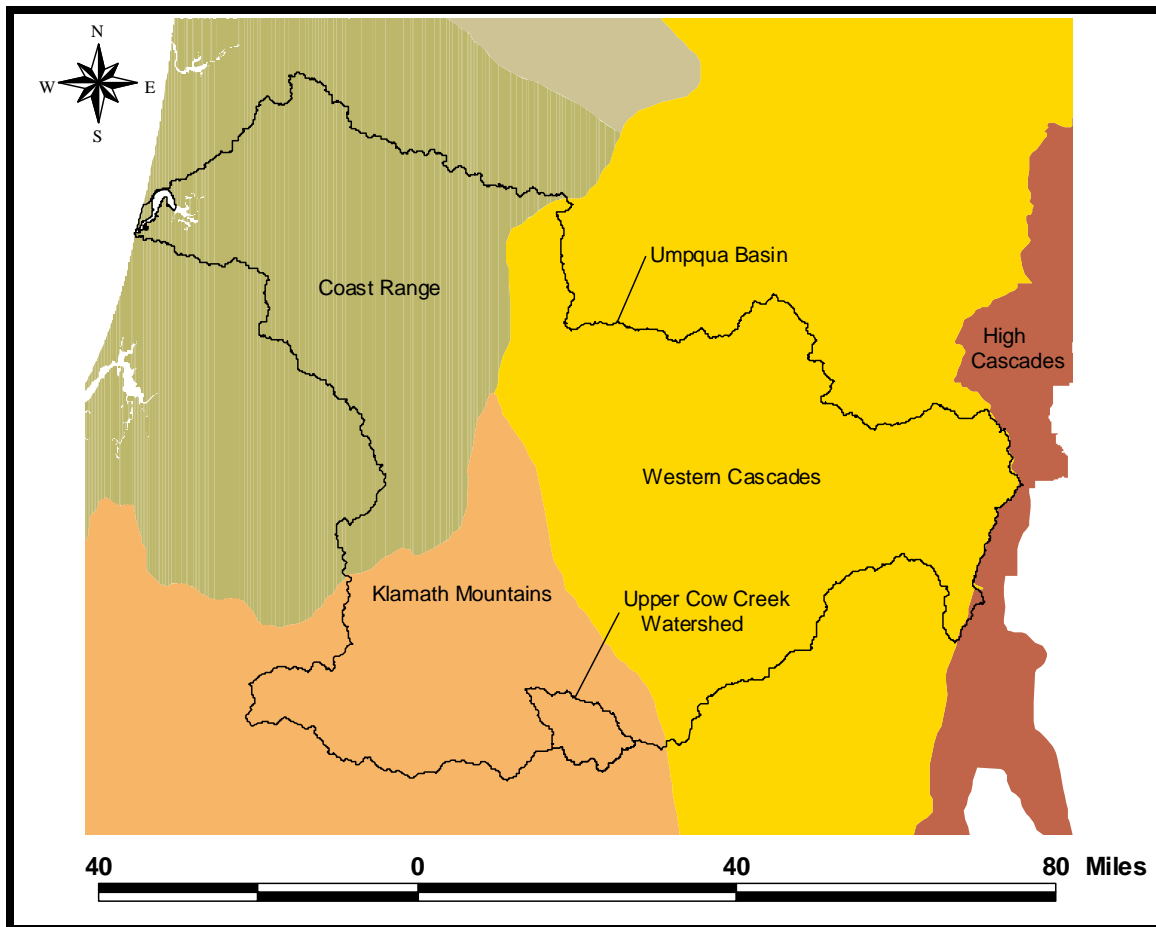 N
W E
S
Umpqua Basin
Coast Range
High
Cascades
Western Cascades
Klamath Mountains
Upper Cow Creek
Watershed
40 0 40 80 Miles